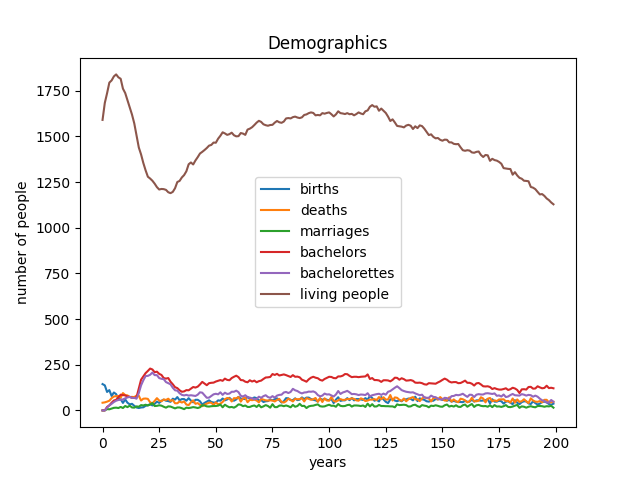 Demographics
number of people
1750
1500
1250
1000
750
500
250
0
births
deaths
marriages
bachelors
bachelorettes
living people
0 25 50 75 100 125 150 175 200
years